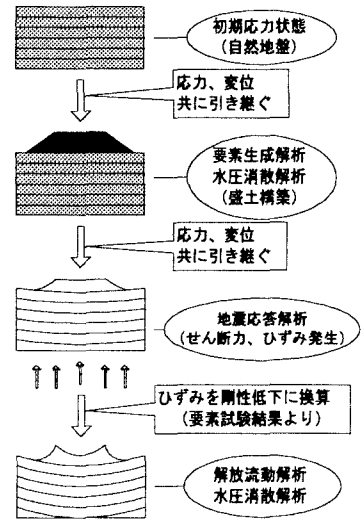 初期応力状態
(自然地盤)
応力、変位
共に引き継ぐ
要素生成解析
水圧消散解析
(盛土構築)
応力、変位
共に引き継ぐ
地震応答解析
(せん断力、ひずみ発生)
ひずみを剛性低下に換算
(要素試験結果より)
解放流動解析
水圧消散解析